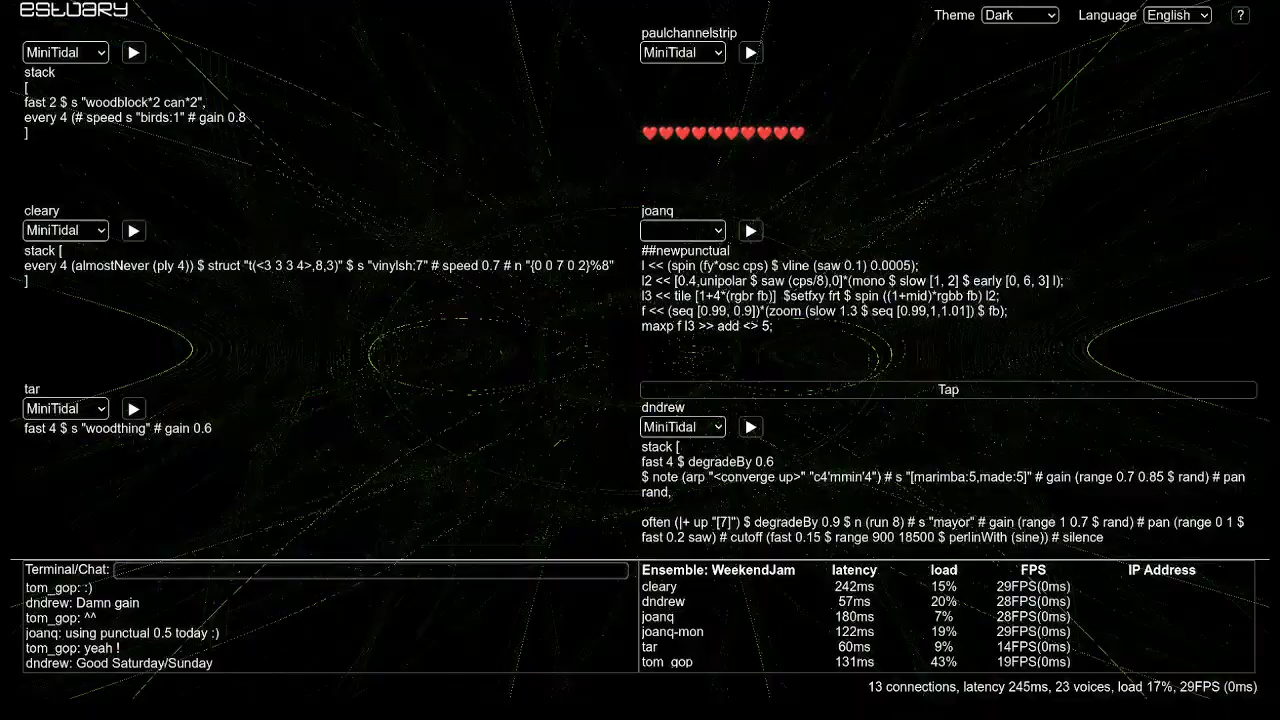 estuary
Theme Dark Language English ?
MiniTidal
stack
[
fast 2 $ s "woodblock*2 can*2",
every 4 (# speed s "birds:1" # gain 0.8
]
paulchannelstrip
MiniTidal
❤❤❤❤❤❤❤❤❤❤
cleary
MiniTidal
stack [
every 4 (almostNever (ply 4)) $ struct "t(<3 3 3 4>,8,3)" $ s "vinylsh:7" # speed 0.7 # n "{0 0 7 0 2}%8"
]
joanq
##newpunctual
l << (spin (fy*osc cps) $ vline (saw 0.1) 0.0005);
l2 << [0.4,unipolar $ saw (cps/8),0]*(mono $ slow [1, 2] $ early [0, 6, 3] l);
l3 << tile [1+4*(rgbr fb)]  $setfxy frt $ spin ((1+mid)*rgbb fb) l2;
f << (seq [0.99, 0.9])*(zoom (slow 1.3 $ seq [0.99,1,1.01]) $ fb);
maxp f l3 >> add <> 5;
tar
MiniTidal
fast 4 $ s "woodthing" # gain 0.6
Tap
dndrew
MiniTidal
stack [
fast 4 $ degradeBy 0.6
$ note (arp "<converge up>" "c4'mmin'4") # s "[marimba:5,made:5]" # gain (range 0.7 0.85 $ rand) # pan
rand,
often (|+ up "[7]") $ degradeBy 0.9 $ n (run 8) # s "mayor" # gain (range 1 0.7 $ rand) # pan (range 0 1 $
fast 0.2 saw) # cutoff (fast 0.15 $ range 900 18500 $ perlinWith (sine)) # silence
Terminal/Chat:
tom_gop: :)
dndrew: Damn gain
tom_gop: ^^
joanq: using punctual 0.5 today :)
tom_gop: yeah !
dndrew: Good Saturday/Sunday
Ensemble: WeekendJam latency load FPS IP Address
cleary 242ms 15% 29FPS(0ms)
dndrew 57ms 20% 28FPS(0ms)
joanq 180ms 7% 28FPS(0ms)
joanq-mon 122ms 19% 29FPS(0ms)
tar 60ms 9% 14FPS(0ms)
tom_gop 131ms 43% 19FPS(0ms)
13 connections, latency 245ms, 23 voices, load 17%, 29FPS (0ms)